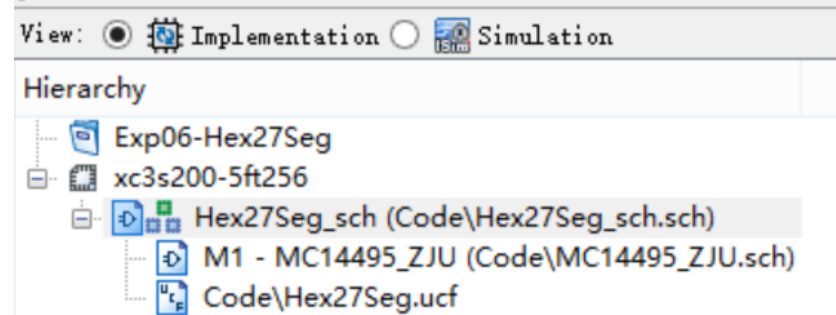 View: Implementation Simulation
Hierarchy
Exp06-Hex27Seg
xc3s200-5ft256
Hex27Seg_sch (Code\Hex27Seg_sch.sch)
M1 - MC14495_ZJU (Code\MC14495_ZJU.sch)
Code\Hex27Seg.ucf